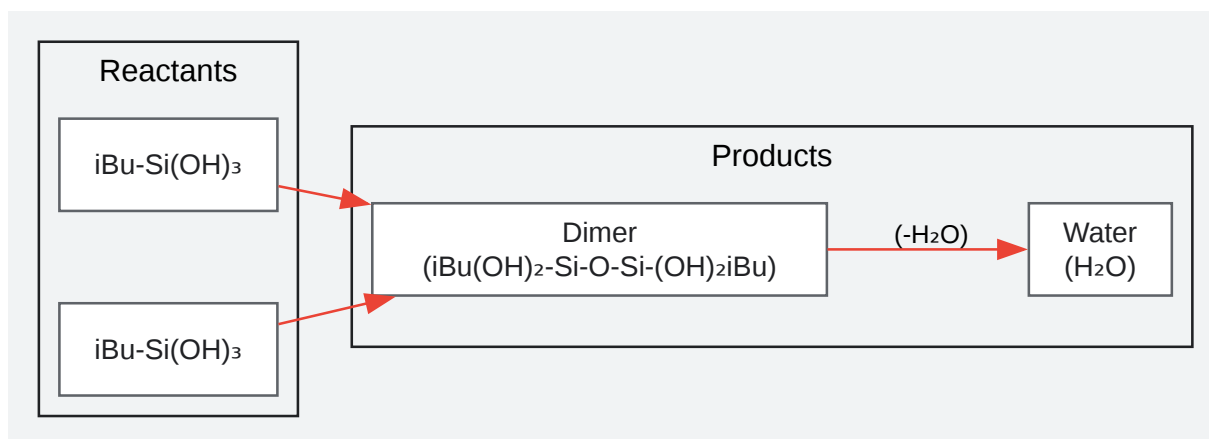 Reactants
iBu-Si(OH)₃
iBu-Si(OH)₃
Products
Dimer
(iBu(OH)₂-Si-O-Si-(OH)₂iBu)
(-H₂O)
Water
(H₂O)